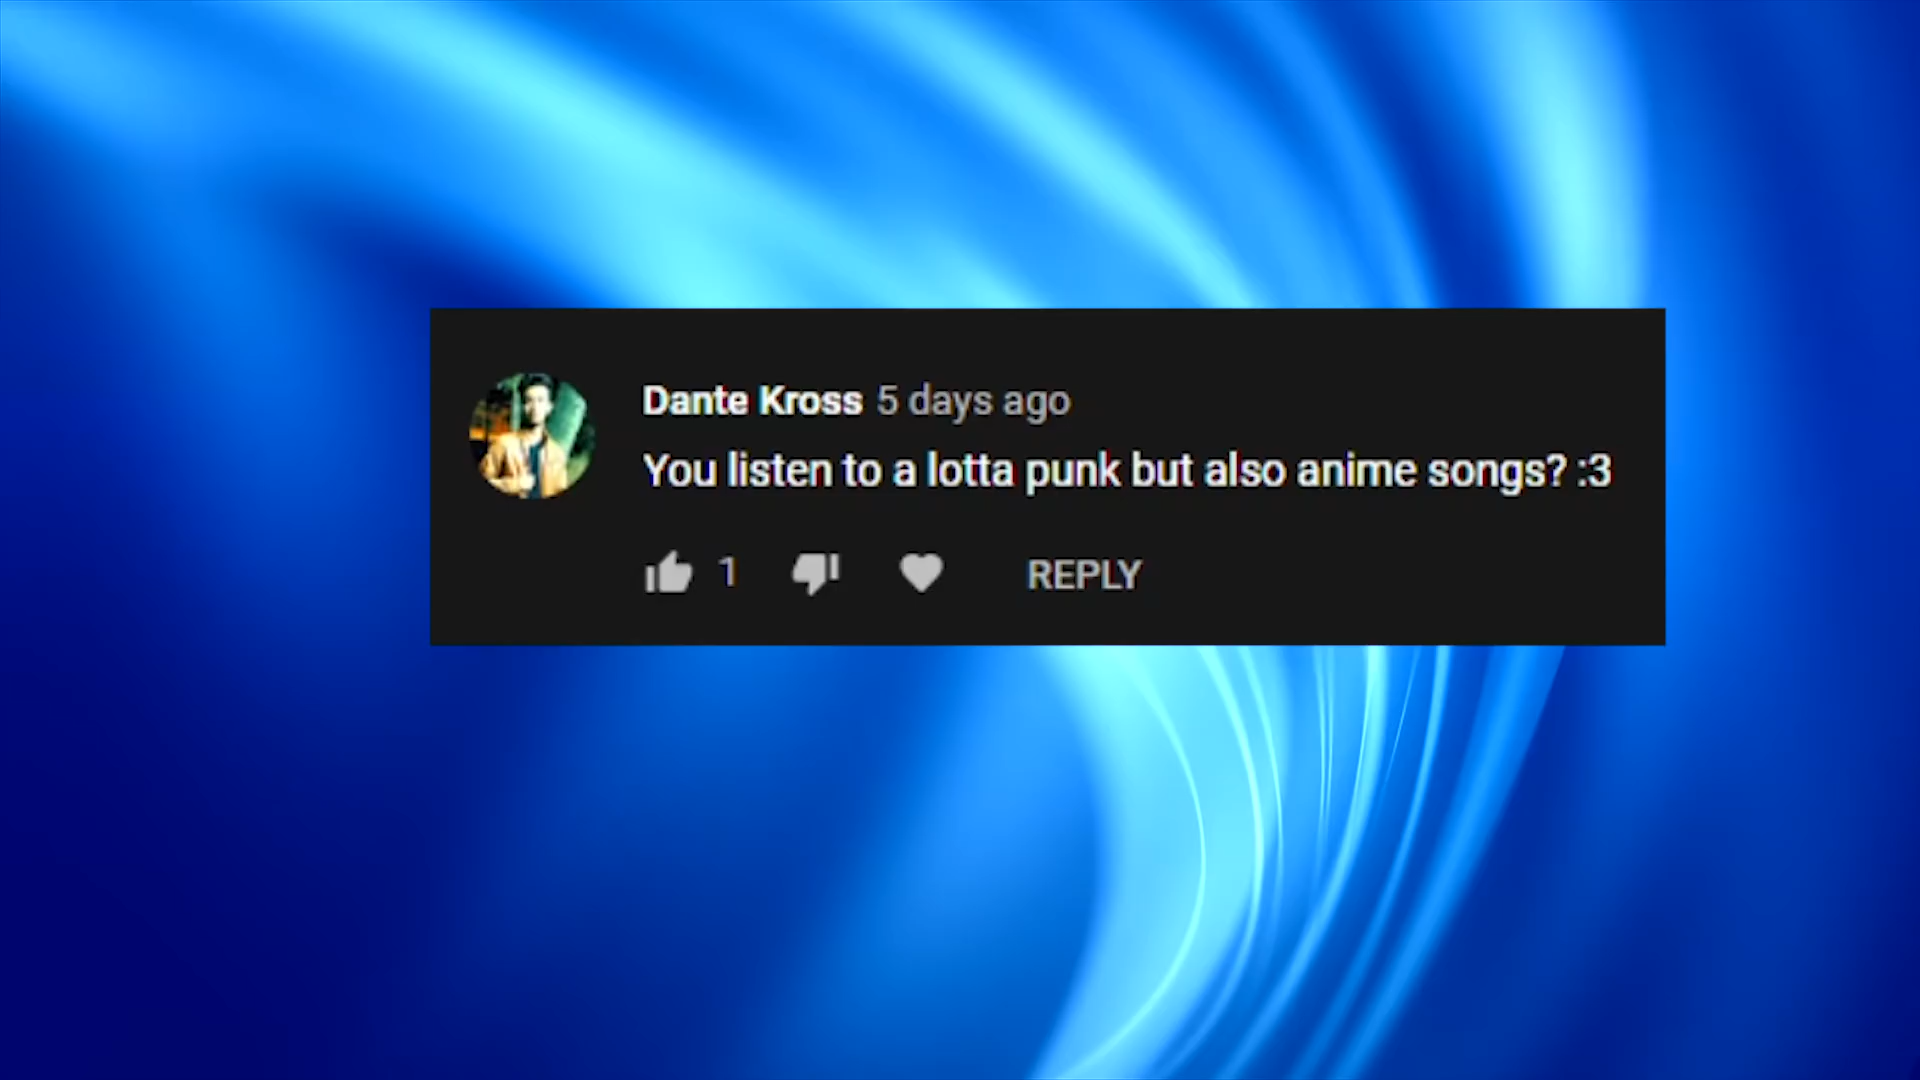 Dante Kross 5 days ago
You listen to a lotta punk but also anime songs? :3
1 REPLY